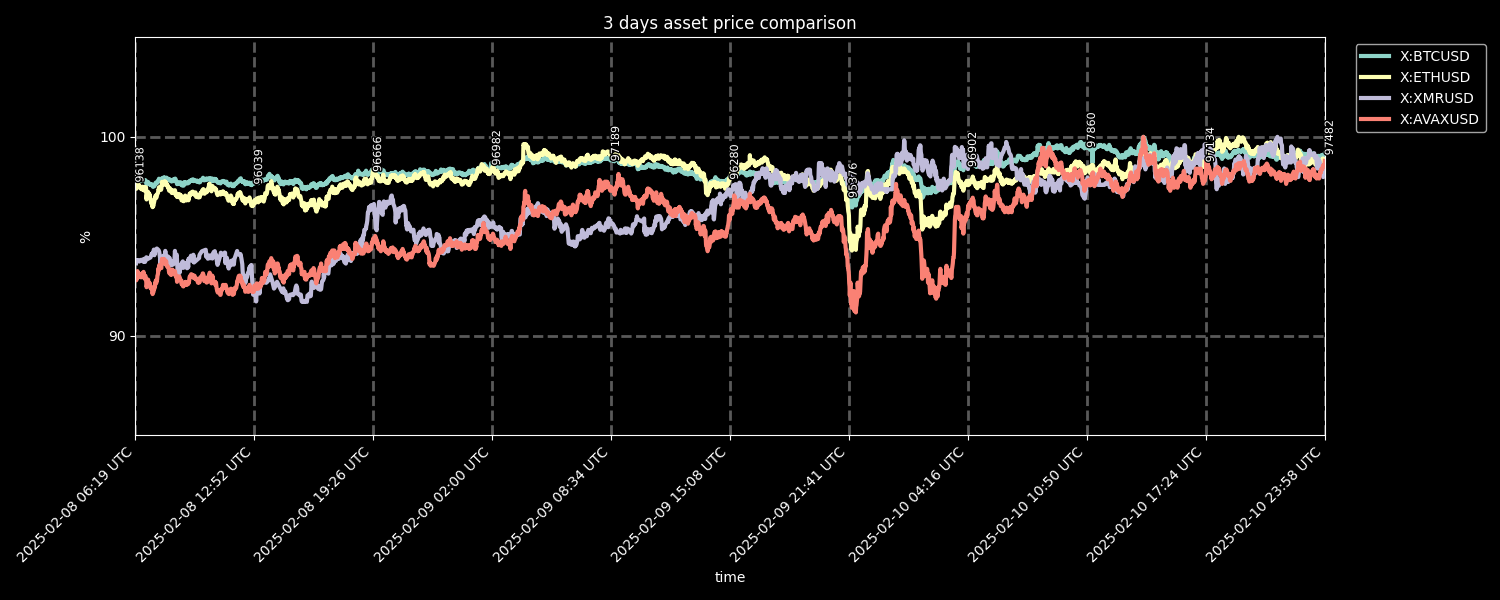 3 days asset price comparison
X:BTCUSD
X:ETHUSD
X:XMRUSD
X:AVAXUSD
100
90
%
96138
96039
96666
96982
97189
96280
95376
96902
97860
97134
97482
2025-02-08 06:19 UTC
2025-02-08 12:52 UTC
2025-02-08 19:26 UTC
2025-02-09 02:00 UTC
2025-02-09 08:34 UTC
2025-02-09 15:08 UTC
2025-02-09 21:41 UTC
2025-02-10 04:16 UTC
2025-02-10 10:50 UTC
2025-02-10 17:24 UTC
2025-02-10 23:58 UTC
time